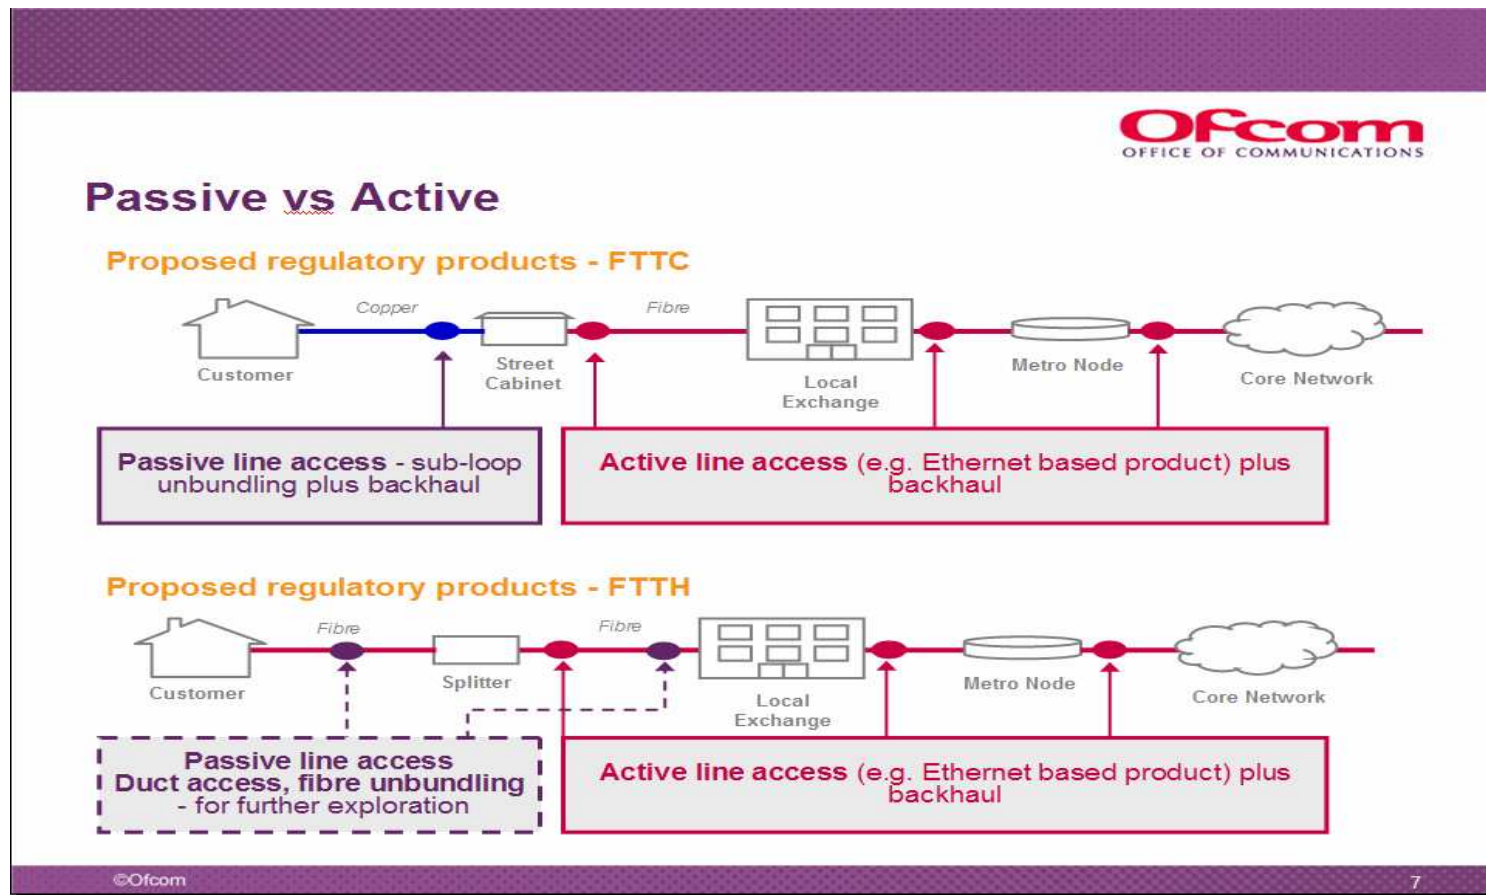 Ofcom
OFFICE OF COMMUNICATIONS
Passive vs Active
Proposed regulatory products - FTTC
Copper
Fibre
Customer
Street
Cabinet
Local
Exchange
Metro Node
Core Network
Passive line access - sub-loop
unbundling plus backhaul
Active line access (e.g. Ethernet based product) plus
backhaul
Proposed regulatory products - FTTH
Fibre
Fibre
Customer
Splitter
Local
Exchange
Metro Node
Core Network
Passive line access
Duct access, fibre unbundling
- for further exploration
Active line access (e.g. Ethernet based product) plus
backhaul
©Ofcom
7